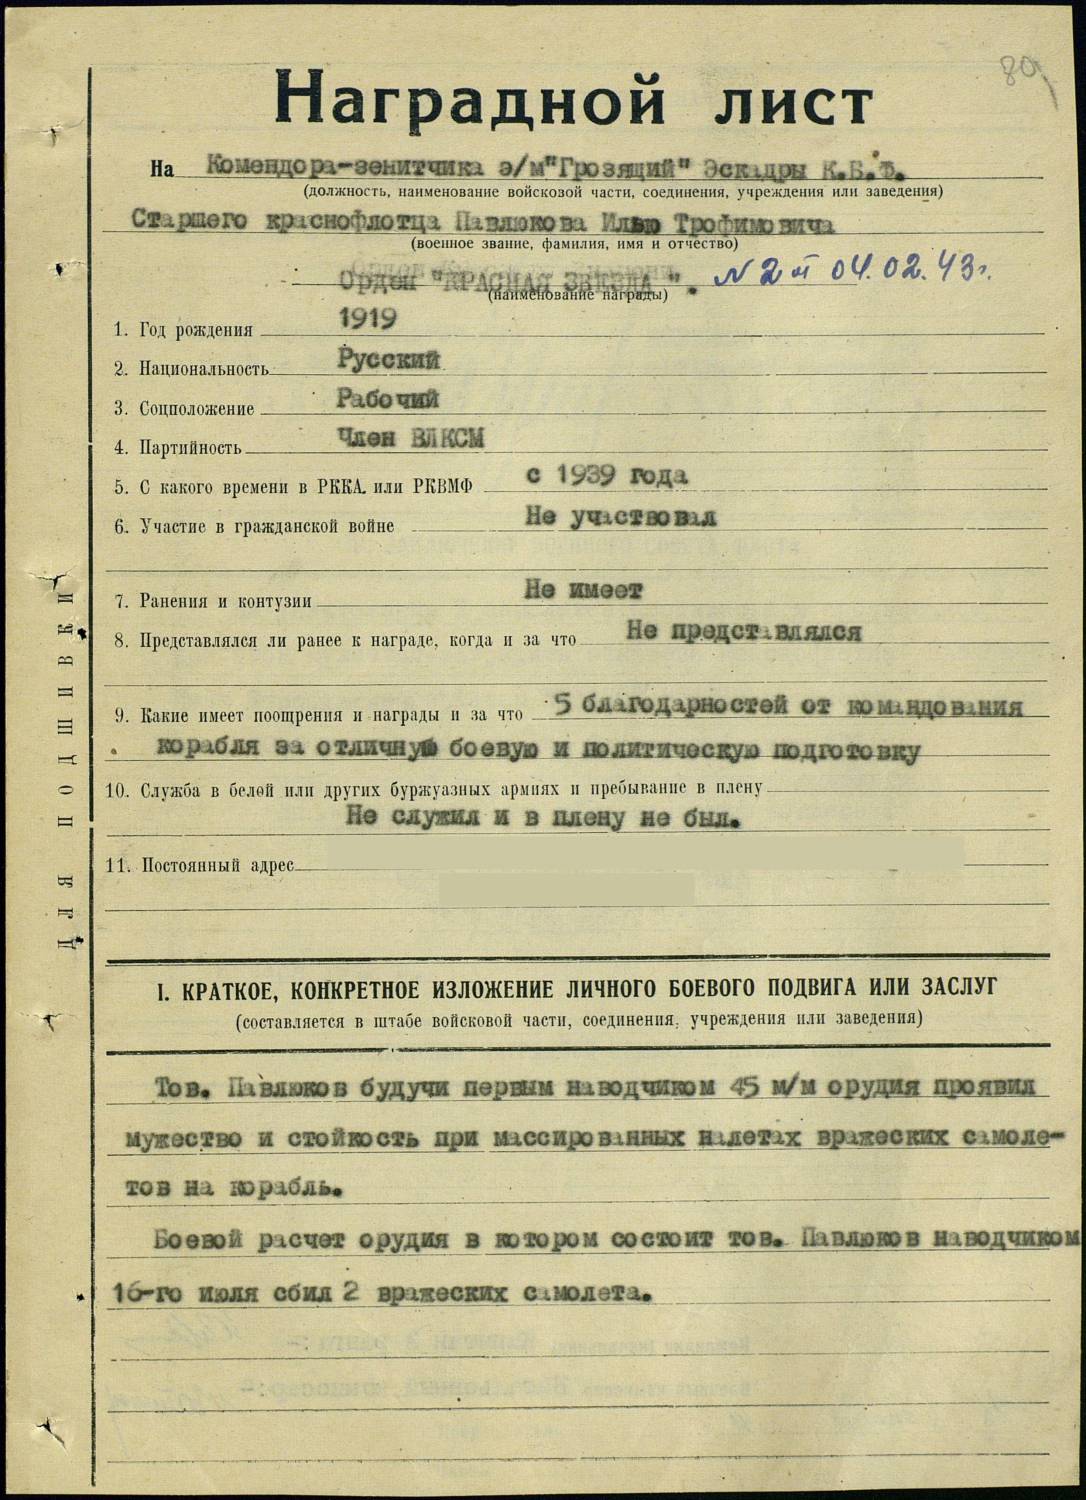 80
Наградной лист
На Комендора-зенитчика э/м"Грозящий" Эскадры К.Б.Ф.
(должность, наименование войсковой части, соединения, учреждения или заведения)
Старшего краснофлотца Павлюкова Илью Трофимовича
(военное звание, фамилия, имя и отчество)
Орден "КРАСНАЯ ЗВЕЗДА". N 2 п 04.02.43г.
(наименование награды)
1. Год рождения 1919
2. Национальность Русский
3. Соцположение Рабочий
4. Партийность Член ВЛКСМ
5. С какого времени в РККА или РКВМФ с 1939 года
6. Участие в гражданской войне Не участвовал
7. Ранения и контузии Не имеет
8. Представлялся ли ранее к награде, когда и за что Не представлялся
9. Какие имеет поощрения и награды и за что 5 благодарностей от командования
корабля за отличную боевую и политическую подготовку
10. Служба в белой или других буржуазных армиях и пребывание в плену
Не служил и в плену не был.
11. Постоянный адрес
ДЛЯ ПОДШИВКИ
I. КРАТКОЕ, КОНКРЕТНОЕ ИЗЛОЖЕНИЕ ЛИЧНОГО БОЕВОГО ПОДВИГА ИЛИ ЗАСЛУГ
(составляется в штабе войсковой части, соединения, учреждения или заведения)
Тов. Павлюков будучи первым наводчиком 45 м/м орудия проявил
мужество и стойкость при массированных налетах вражеских самоле-
тов на корабль.
Боевой расчет орудия в котором состоит тов. Павлюков наводчиком
16-го июля сбил 2 вражеских самолета.